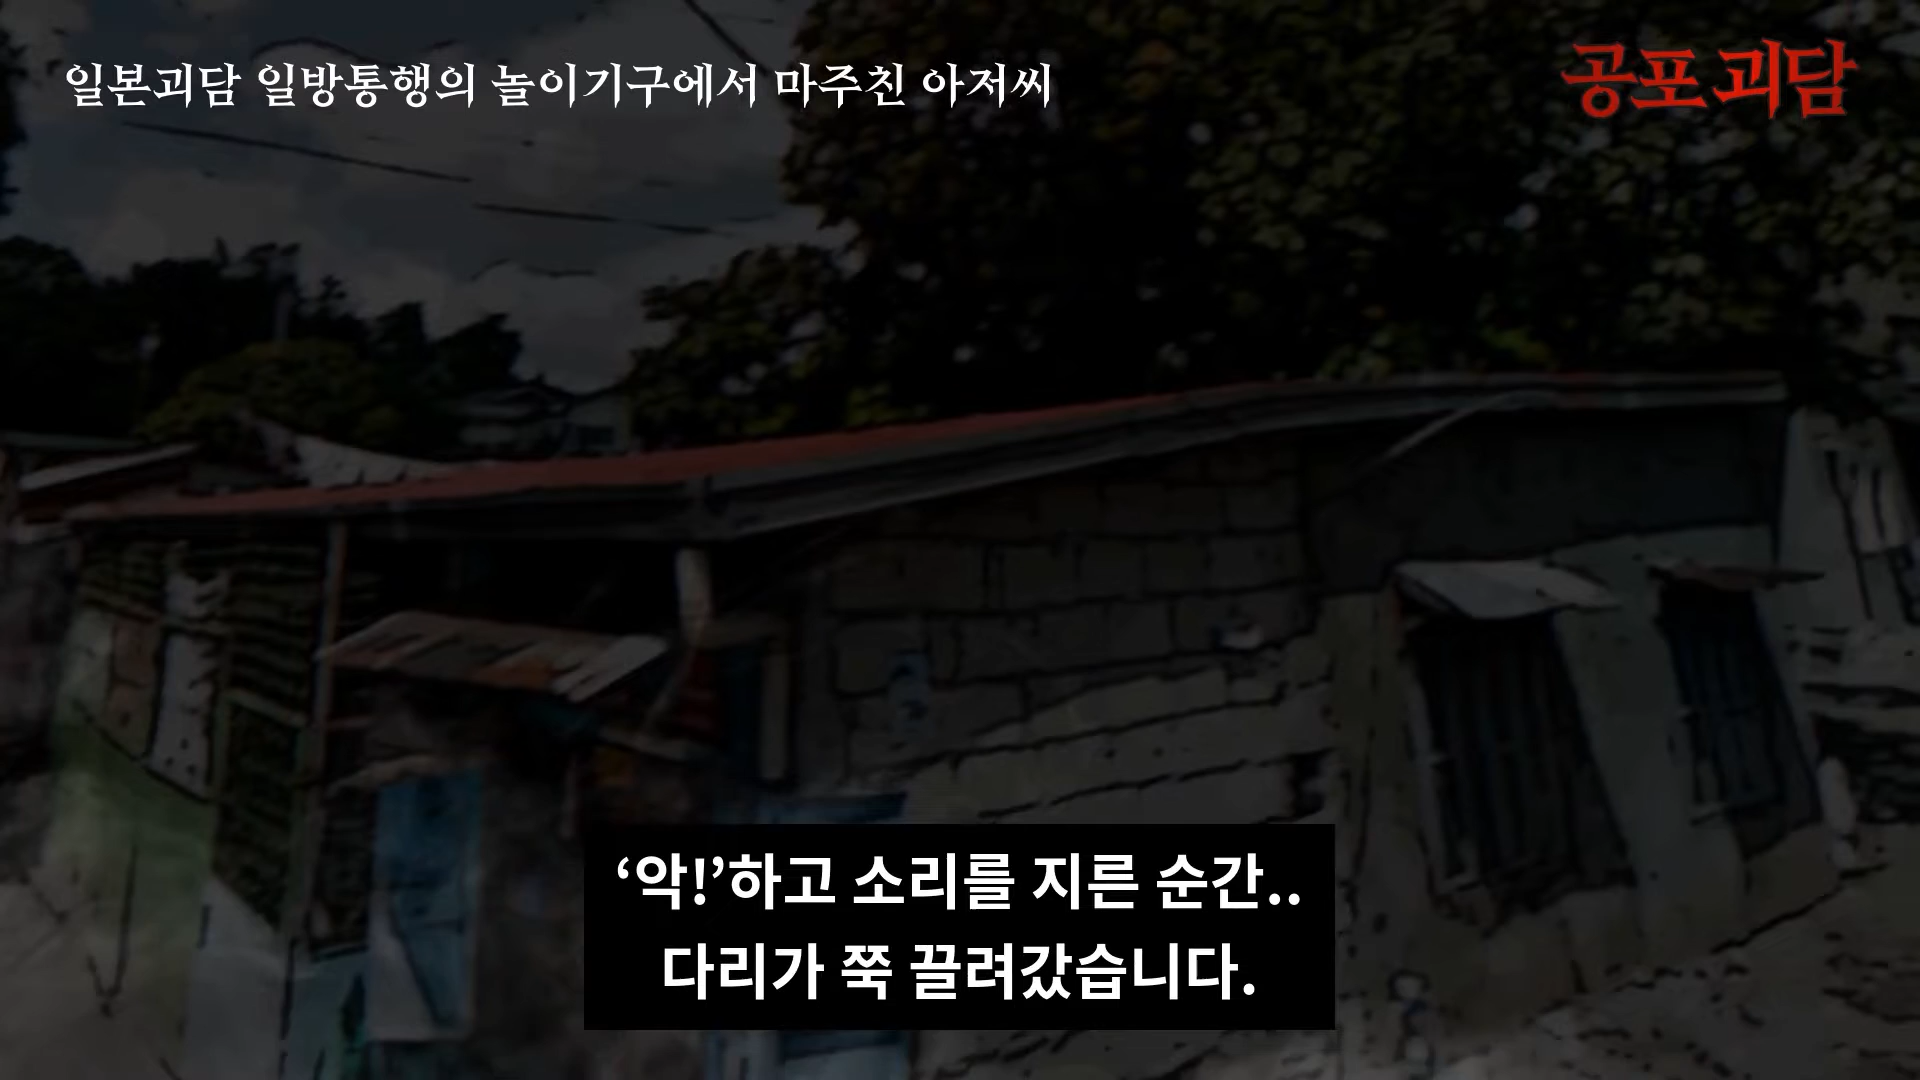 일본괴담 일방통행의 놀이기구에서 마주친 아저씨
공포괴담
‘악!’하고 소리를 지른 순간..
다리가 쭉 끌려갔습니다.